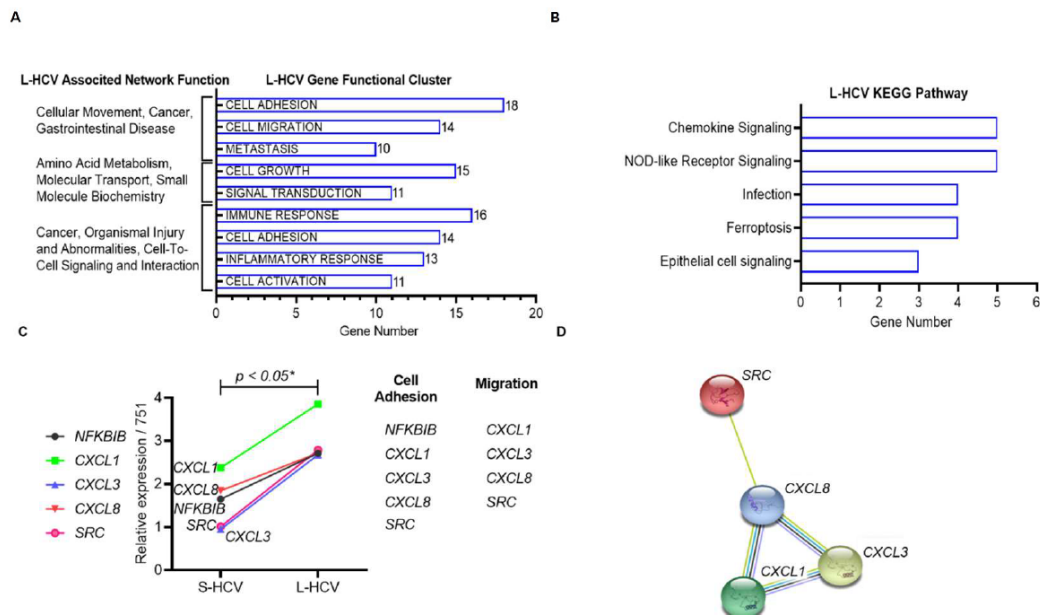 A
B
L-HCV Associted Network Function
L-HCV Gene Functional Cluster
Cellular Movement, Cancer,
Gastrointestinal Disease
Amino Acid Metabolism,
Molecular Transport, Small
Molecule Biochemistry
Cancer, Organismal Injury
and Abnormalities, Cell-To-
Cell Signaling and Interaction
CELL ADHESION 18
CELL MIGRATION 14
METASTASIS 10
CELL GROWTH 15
SIGNAL TRANSDUCTION 11
IMMUNE RESPONSE 16
CELL ADHESION 14
INFLAMMATORY RESPONSE 13
CELL ACTIVATION 11
0 5 10 15 20
Gene Number
L-HCV KEGG Pathway
Chemokine Signaling
NOD-like Receptor Signaling
Infection
Ferroptosis
Epithelial cell signaling
0 1 2 3 4 5 6
Gene Number
C
D
NFKBIB
CXCL1
CXCL3
CXCL8
SRC
Relative expression / 751
4
3
2
1
0
p < 0.05*
CXCL1
CXCL8
NFKBIB
SRC
CXCL3
S-HCV L-HCV
Cell
Adhesion
NFKBIB
CXCL1
CXCL3
CXCL8
SRC
Migration
CXCL1
CXCL3
CXCL8
SRC
SRC
CXCL8
CXCL3
CXCL1